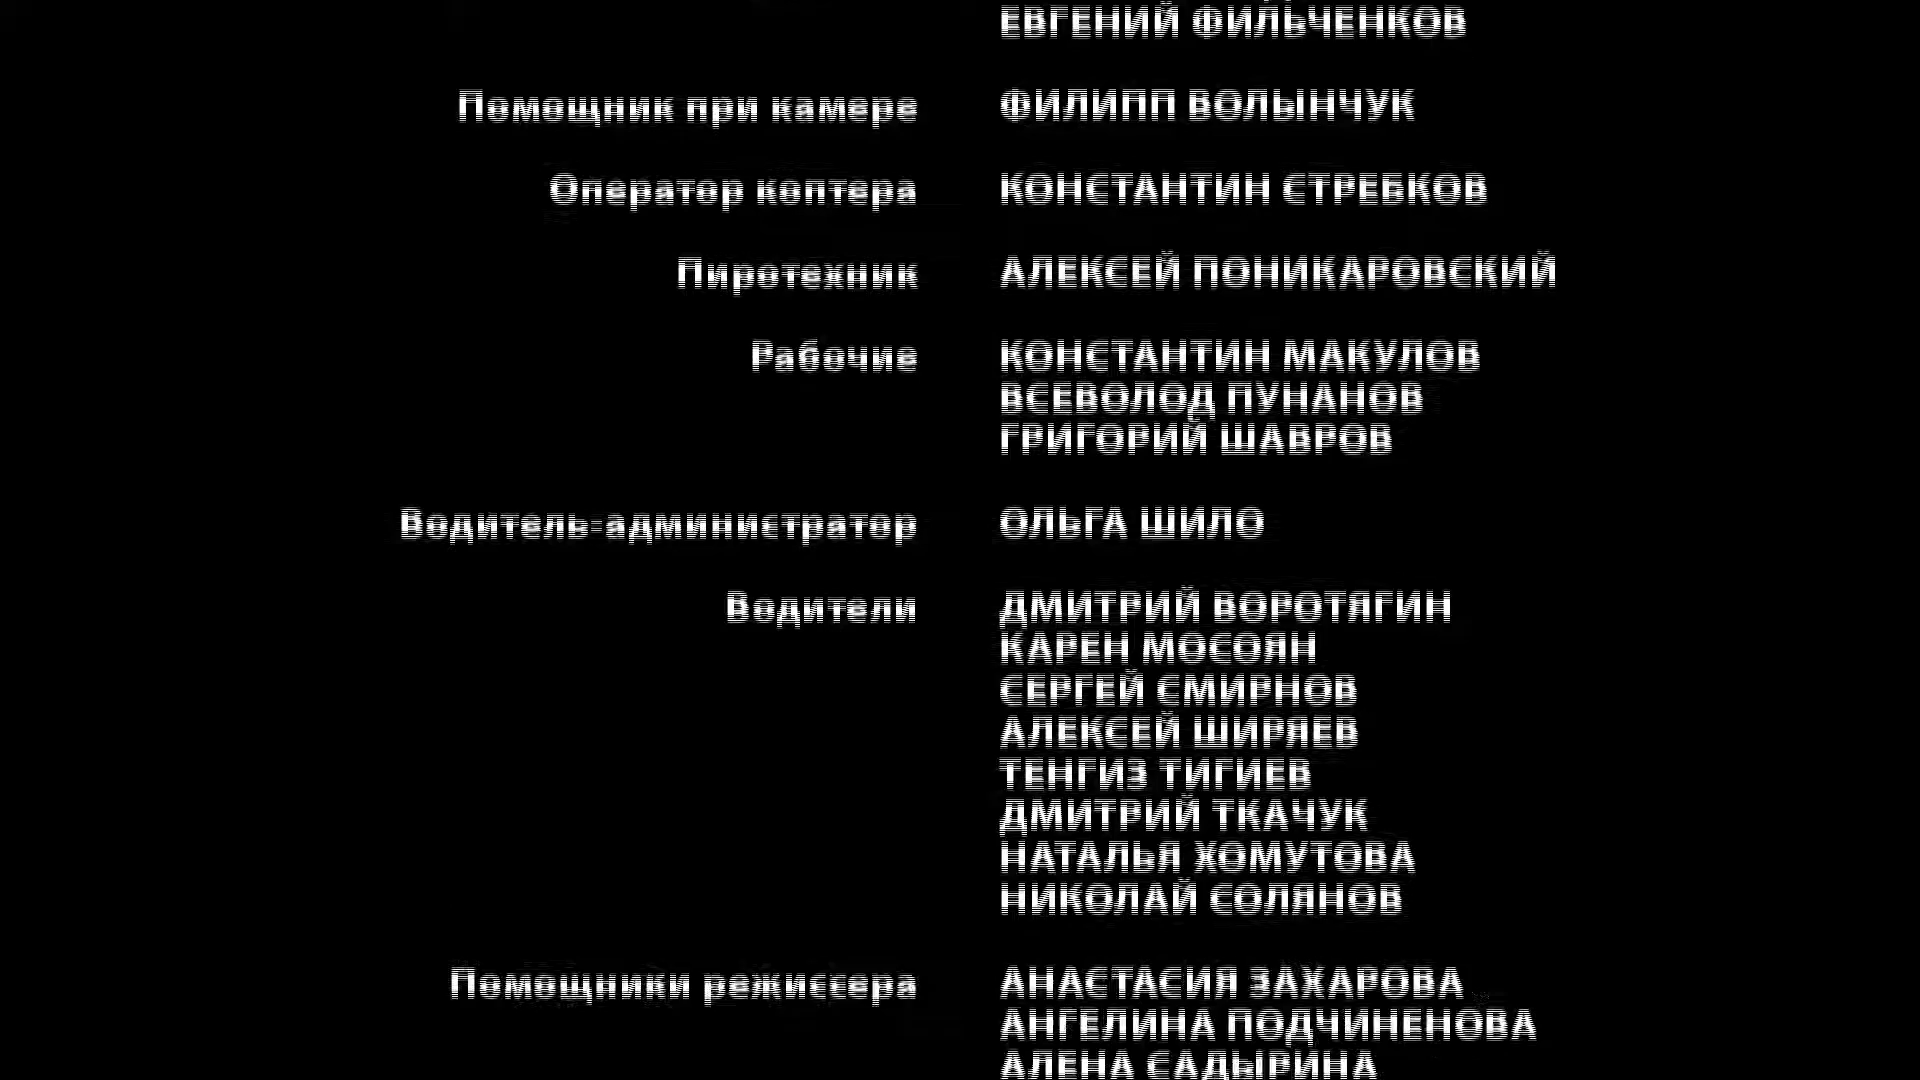 ЕВГЕНИЙ ФИЛЬЧЕНКОВ
Помощник при камере ФИЛИПП ВОЛЫНЧУК
Оператор коптера КОНСТАНТИН СТРЕБКОВ
Пиротехник АЛЕКСЕЙ ПОНИКАРОВСКИЙ
Рабочие КОНСТАНТИН МАКУЛОВ
ВСЕВОЛОД ПУНАНОВ
ГРИГОРИЙ ШАВРОВ
Водитель-администратор ОЛЬГА ШИЛО
Водители ДМИТРИЙ ВОРОТЯГИН
КАРЕН МОСОЯН
СЕРГЕЙ СМИРНОВ
АЛЕКСЕЙ ШИРЯЕВ
ТЕНГИЗ ТИГИЕВ
ДМИТРИЙ ТКАЧУК
НАТАЛЬЯ ХОМУТОВА
НИКОЛАЙ СОЛЯНОВ
Помощники режиссера АНАСТАСИЯ ЗАХАРОВА
АНГЕЛИНА ПОДЧИНЕНОВА
АЛЕНА САДЫРИНА